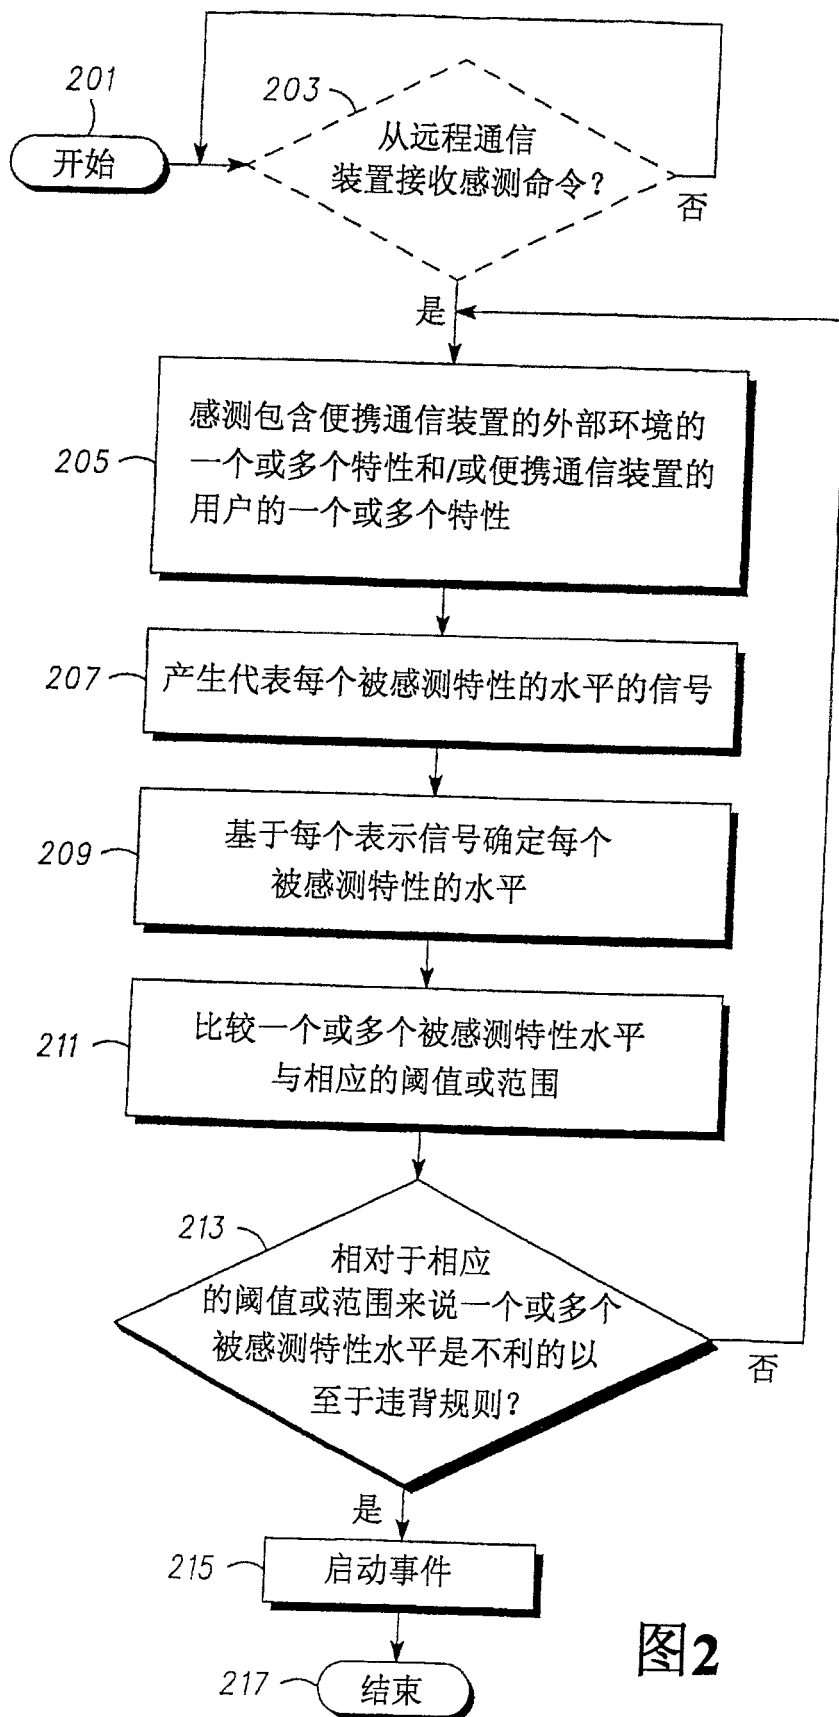 201
开始
203
从远程通信
装置接收感测命令?
否
是
205
感测包含便携通信装置的外部环境的
一个或多个特性和/或便携通信装置的
用户的一个或多个特性
207
产生代表每个被感测特性的水平的信号
209
基于每个表示信号确定每个
被感测特性的水平
211
比较一个或多个被感测特性水平
与相应的阈值或范围
213
相对于相应
的阈值或范围来说一个或多个
被感测特性水平是不利的以
至于违背规则?
否
是
215
启动事件
217
结束
图2